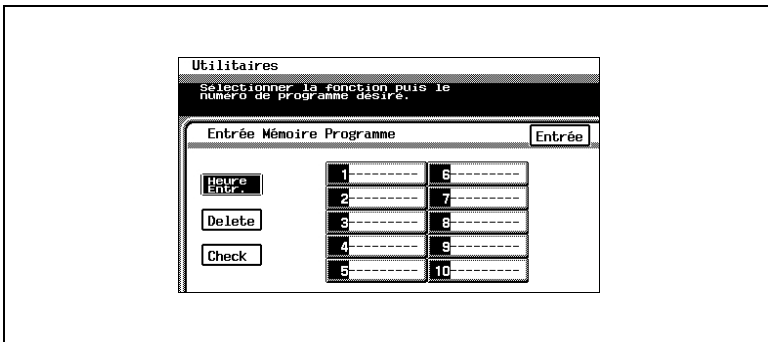 Utilitaires
Sélectionner la fonction puis le
numéro de programme désiré.
Entrée Mémoire Programme
Entrée
Heure
Entr.
Delete
Check
1---------
2---------
3---------
4---------
5---------
6---------
7---------
8---------
9---------
10---------